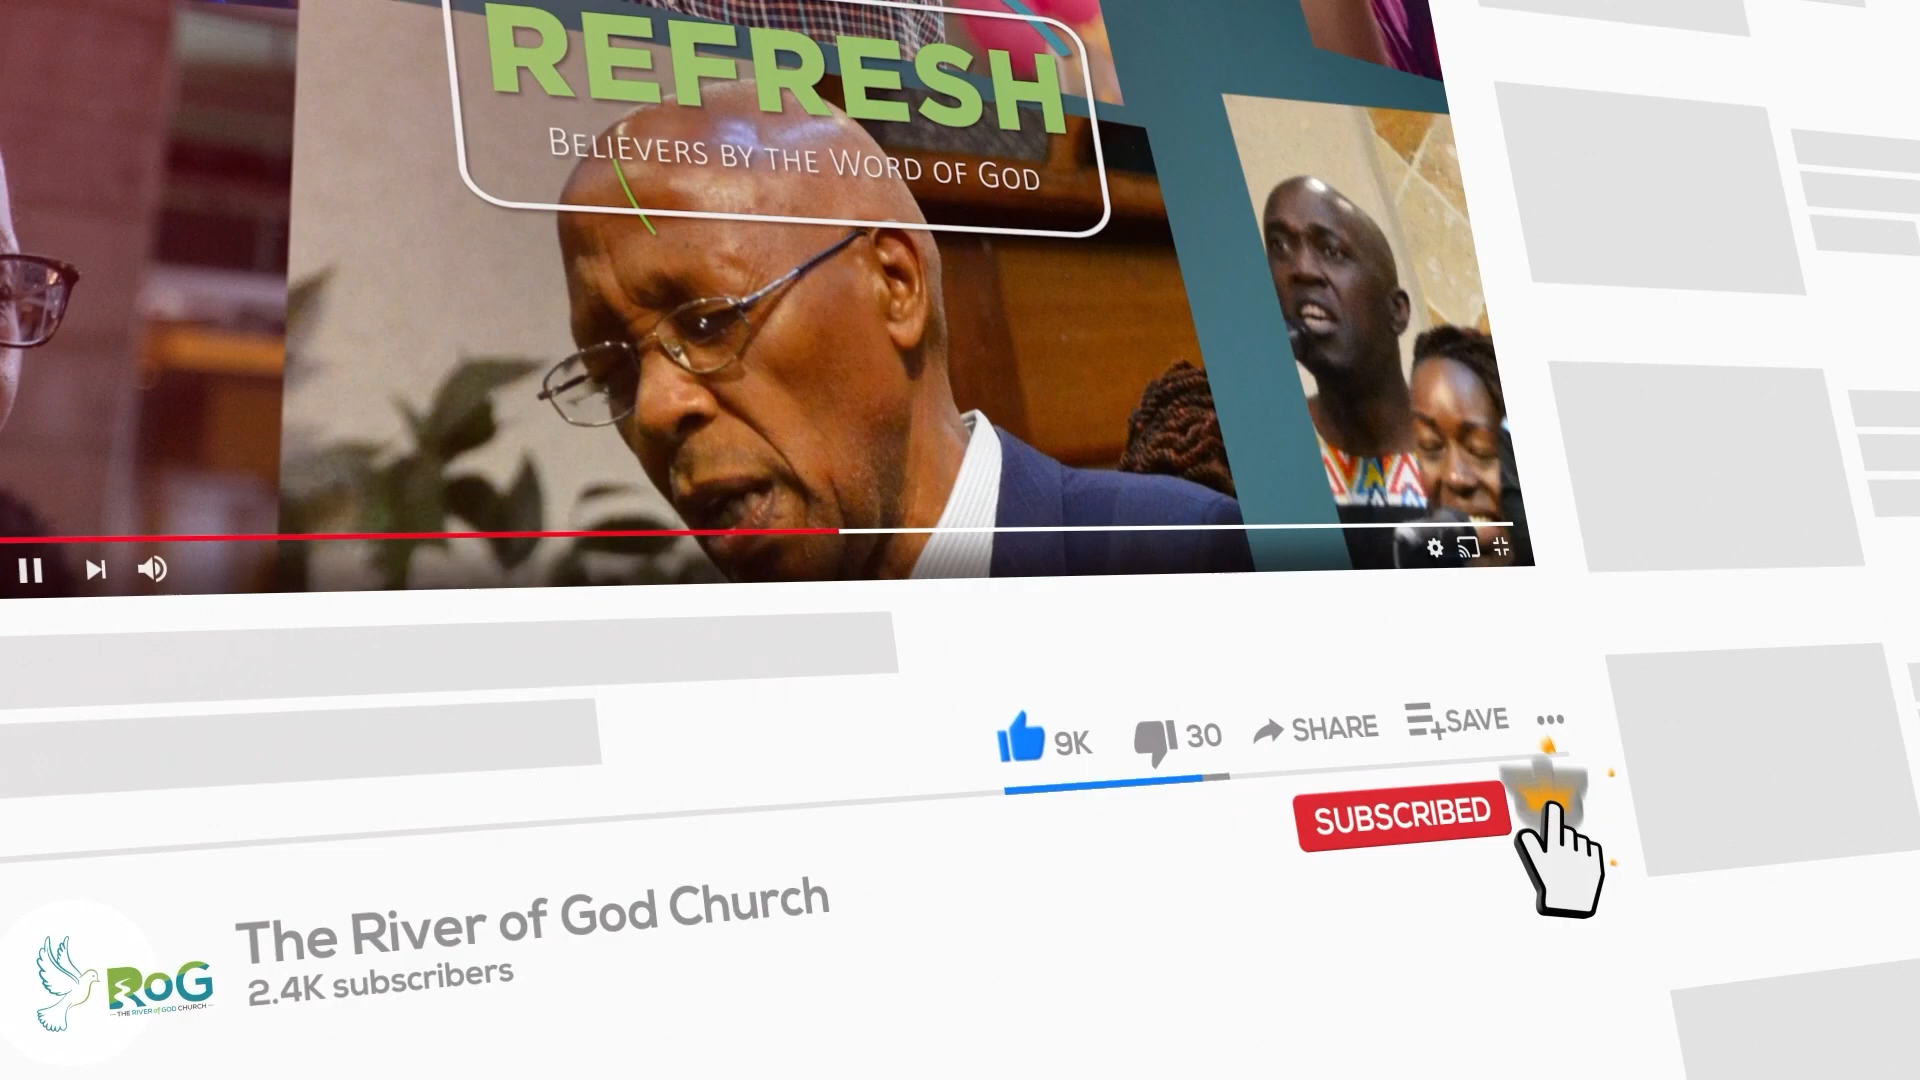 REFRESH
BELIEVERS BY THE WORD OF GOD
9K
30
SHARE
SAVE
SUBSCRIBED
The River of God Church
2.4K subscribers
RoG
THE RIVER of GOD CHURCH